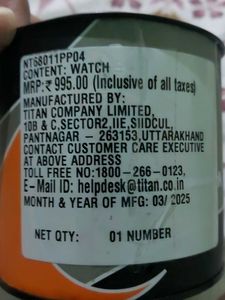 NT68011PP04
CONTENT: WATCH
MRP:₹ 995.00 (Inclusive of all taxes)
MANUFACTURED BY:
TITAN COMPANY LIMITED,
10B & C,SECTOR2,IIE,SIDCUL,
PANTNAGAR - 263153,UTTARAKHAND
CONTACT CUSTOMER CARE EXECUTIVE
AT ABOVE ADDRESS
TOLL FREE NO:1800-266-0123,
E-Mail ID: helpdesk@titan.co.in
MONTH & YEAR OF MFG: 03/ 2025
NET QTY: 01 NUMBER